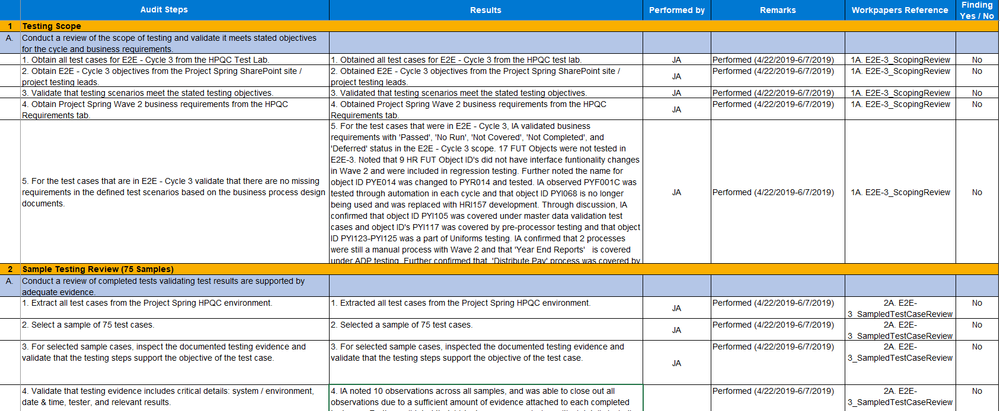 Audit Steps Results Performed by Remarks Workpapers Reference Finding
Yes / No
1 Testing Scope
A. Conduct a review of the scope of testing and validate it meets stated objectives
for the cycle and business requirements.
1. Obtain all test cases for E2E - Cycle 3 from the HPQC Test Lab.
1. Obtained all test cases for E2E - Cycle 3 from the HPQC test lab.
JA
Performed (4/22/2019-6/7/2019)
1A. E2E-3_ScopingReview
No
2. Obtain E2E - Cycle 3 objectives from the Project Spring SharePoint site /
project testing leads.
2. Obtained E2E - Cycle 3 objectives from the Project Spring SharePoint site /
project testing leads.
JA
Performed (4/22/2019-6/7/2019)
1A. E2E-3_ScopingReview
No
3. Validate that testing scenarios meet the stated testing objectives.
3. Validated that testing scenarios meet the stated testing objectives.
JA
Performed (4/22/2019-6/7/2019)
1A. E2E-3_ScopingReview
No
4. Obtain Project Spring Wave 2 business requirements from the HPQC
Requirements tab.
4. Obtained Project Spring Wave 2 business requirements from the HPQC
Requirements tab.
JA
Performed (4/22/2019-6/7/2019)
1A. E2E-3_ScopingReview
No
5. For the test cases that are in E2E - Cycle 3 validate that there are no missing
requirements in the defined test scenarios based on the business process design
documents.
5. For the test cases that were in E2E - Cycle 3, IA validated business
requirements with 'Passed', 'No Run', 'Not Covered', 'Not Completed', and
'Deferred' status in the E2E - Cycle 3 scope. 17 FUT Objects were not tested in
E2E-3. Noted that 9 HR FUT Object ID's did not have interface funtionality changes
in Wave 2 and were included in regression testing. Further noted the name for
object ID PYE014 was changed to PYR014 and tested. IA observed PYF001C was
tested through automation in each cycle and that object ID PYI068 is no longer
being used and was replaced with HRI157 development. Through discussion, IA
confirmed that object ID PYI105 was covered under master data validation test
cases and object ID's PYI117 was covered by pre-processor testing and that object
ID PYI123-PYI125 was a part of Uniforms testing. IA confirmed that 2 processes
were still a manual process with Wave 2 and that 'Year End Reports' is covered
under ADP testing. Further confirmed that 'Distribute Pay' process was covered by
JA
Performed (4/22/2019-6/7/2019)
1A. E2E-3_ScopingReview
No
2 Sample Testing Review (75 Samples)
A. Conduct a review of completed tests validating test results are supported by
adequate evidence.
1. Extract all test cases from the Project Spring HPQC environment.
1. Extracted all test cases from the Project Spring HPQC environment.
JA
Performed (4/22/2019-6/7/2019)
2A. E2E-
3_SampledTestCaseReview
No
2. Select a sample of 75 test cases.
2. Selected a sample of 75 test cases.
JA
Performed (4/22/2019-6/7/2019)
2A. E2E-
3_SampledTestCaseReview
No
3. For selected sample cases, inspect the documented testing evidence and
validate that the testing steps support the objective of the test case.
3. For selected sample cases, inspected the documented testing evidence and
validate that the testing steps support the objective of the test case.
JA
Performed (4/22/2019-6/7/2019)
2A. E2E-
3_SampledTestCaseReview
No
4. Validate that testing evidence includes critical details: system / environment,
date & time, tester, and relevant results.
4. IA noted 10 observations across all samples, and was able to close out all
observations due to a sufficient amount of evidence attached to each completed
Performed (4/22/2019-6/7/2019)
2A. E2E-
3_SampledTestCaseReview
No